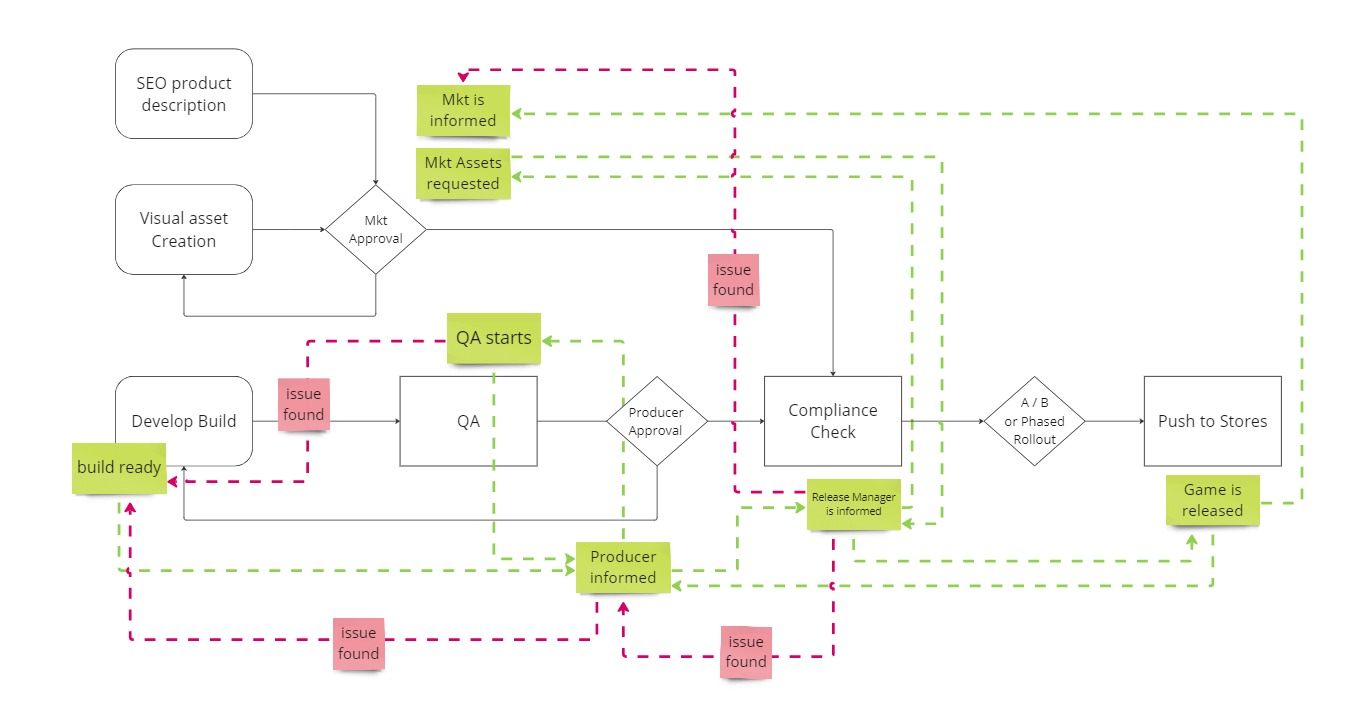 SEO product
description
Mkt is
informed
Mkt Assets
requested
Visual asset
Creation
Mkt
Approval
issue
found
QA starts
issue
found
Develop Build
QA
Producer
Approval
Compliance
Check
A / B
or Phased
Rollout
Push to Stores
build ready
Release Manager
is informed
Game is
released
Producer
informed
issue
found
issue
found